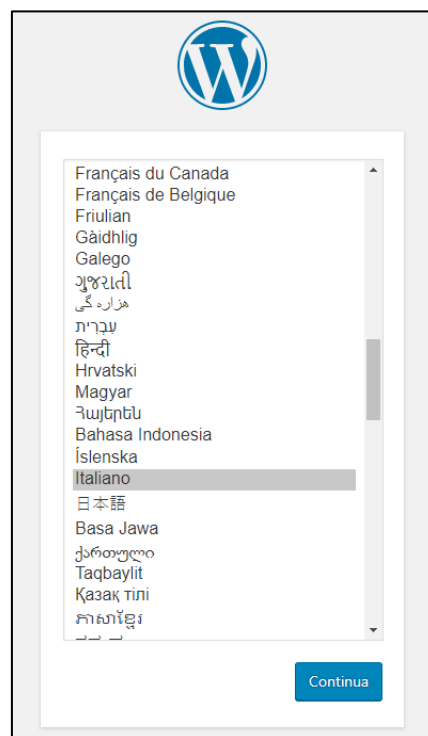 Français du Canada
Français de Belgique
Friulian
Gàidhlig
Galego
ગુજરાતી
هزاره گی
עִבְרִית
हिन्दी
Hrvatski
Magyar
Հայերեն
Bahasa Indonesia
Íslenska
Italiano
日本語
Basa Jawa
ქართული
Taqbaylit
Қазақ тілі
ភាសាខ្មែរ
Continua